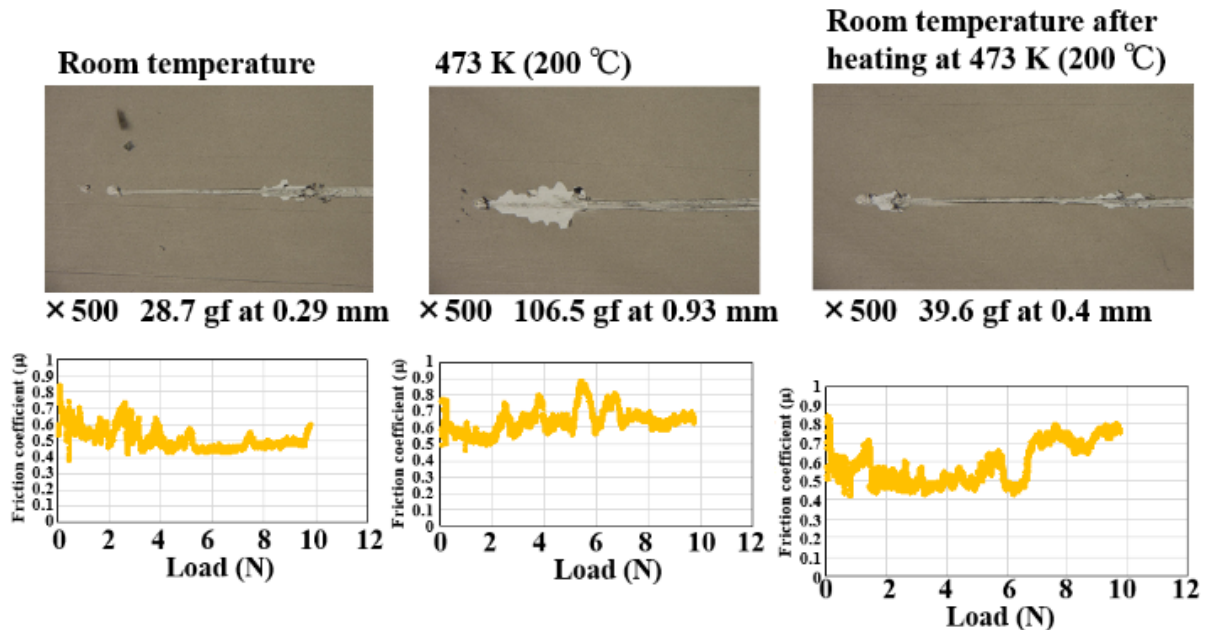 Room temperature
473 K (200 ℃)
Room temperature after
heating at 473 K (200 ℃)
×500 28.7 gf at 0.29 mm
×500 106.5 gf at 0.93 mm
×500 39.6 gf at 0.4 mm
Friction coefficient (μ)
1
0.9
0.8
0.7
0.6
0.5
0.4
0.3
0.2
0.1
0
0 2 4 6 8 10 12
Load (N)
Friction coefficient (μ)
1
0.9
0.8
0.7
0.6
0.5
0.4
0.3
0.2
0.1
0
0 2 4 6 8 10 12
Load (N)
Friction coefficient (μ)
1
0.9
0.8
0.7
0.6
0.5
0.4
0.3
0.2
0.1
0
0 2 4 6 8 10 12
Load (N)